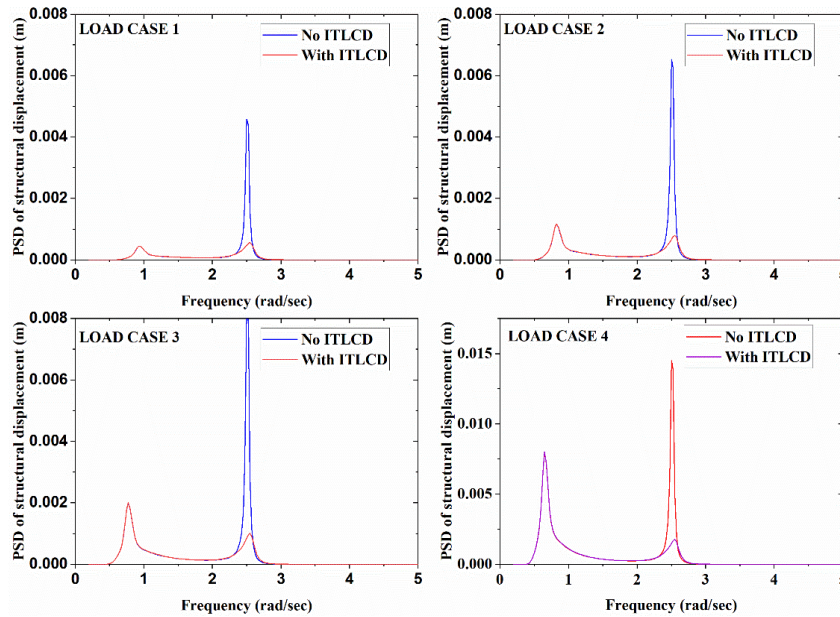 LOAD CASE 1
No ITLCD
With ITLCD
PSD of structural displacement (m)
0.008
0.006
0.004
0.002
0.000
0 1 2 3 4 5
Frequency (rad/sec)
LOAD CASE 2
No ITLCD
With ITLCD
PSD of structural displacement (m)
0.008
0.006
0.004
0.002
0.000
0 1 2 3 4 5
Frequency (rad/sec)
LOAD CASE 3
No ITLCD
With ITLCD
PSD of structural displacement (m)
0.008
0.006
0.004
0.002
0.000
0 1 2 3 4 5
Frequency (rad/sec)
LOAD CASE 4
No ITLCD
With ITLCD
PSD of structural displacement (m)
0.015
0.010
0.005
0.000
0 1 2 3 4 5
Frequency (rad/sec)